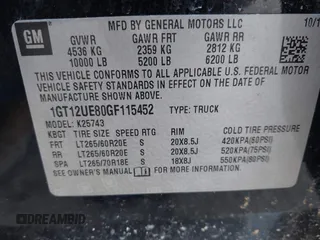 GM
MFD BY GENERAL MOTORS LLC 10/1
GVWR GAWR FRT GAWR RR
4536 KG 2359 KG 2812 KG
10000 LB 5200 LB 6200 LB
THIS VEHICLE CONFORMS TO ALL APPLICABLE U.S.
FEDERAL MOTOR VEHICLE SAFETY STANDARDS IN
EFFECT ON THE DATE OF MANUFACTURE SHOWN ABOVE.
1GT12UE80GF115452 TYPE: TRUCK
MODEL: K25743
KBGT TIRE SIZE SPEED RTG RIM COLD TIRE PRESSURE
FRT LT265/60R20E S 20X8.5J 420KPA(60PSI)
RR LT265/60R20E S 20X8.5J 520KPA(75PSI)
SPA LT265/70R18E S 18X8J 550KPA(80PSI)
SEE OWNER'S MANUAL FOR ADDITIONAL INFORMATION.
DREAMBID